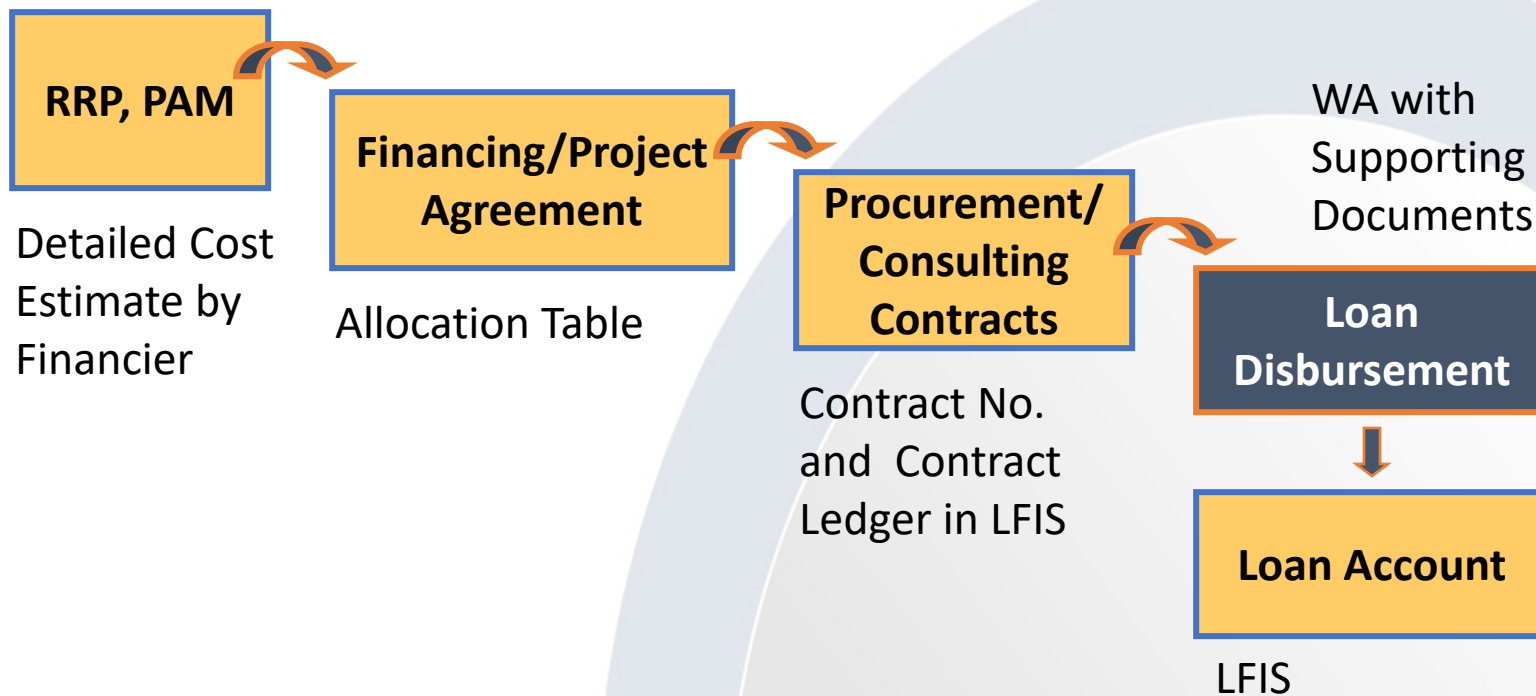 RRP, PAM
Detailed Cost
Estimate by
Financier
Financing/Project
Agreement
Allocation Table
Procurement/
Consulting
Contracts
Contract No.
and Contract
Ledger in LFIS
WA with
Supporting
Documents
Loan
Disbursement
Loan Account
LFIS